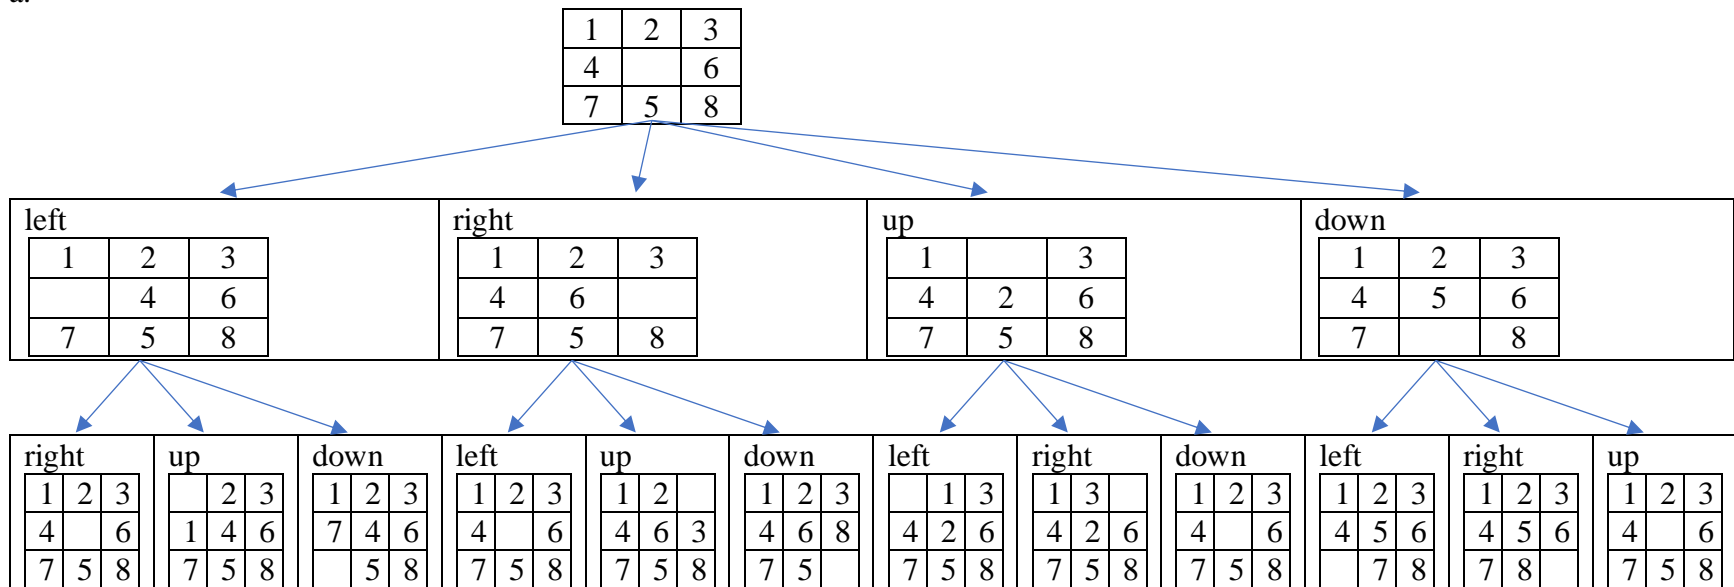 1 2 3
4 6
7 5 8
left right up down
1 2 3 1 2 3 1 3 1 2 3
4 6 4 6 4 2 6 4 5 6
7 5 8 7 5 8 7 5 8 7 8
right up down left up down left right down left right up
1 2 3 2 3 1 2 3 1 2 3 1 2 1 2 3 1 3 1 3 1 2 3 1 2 3 1 2 3 1 2 3
4 6 1 4 6 7 4 6 4 6 4 6 3 4 6 8 4 2 6 4 2 6 4 6 4 5 6 4 5 6 4 6
7 5 8 7 5 8 5 8 7 5 8 7 5 8 7 5 7 5 8 7 5 8 7 5 8 7 8 7 8 7 5 8